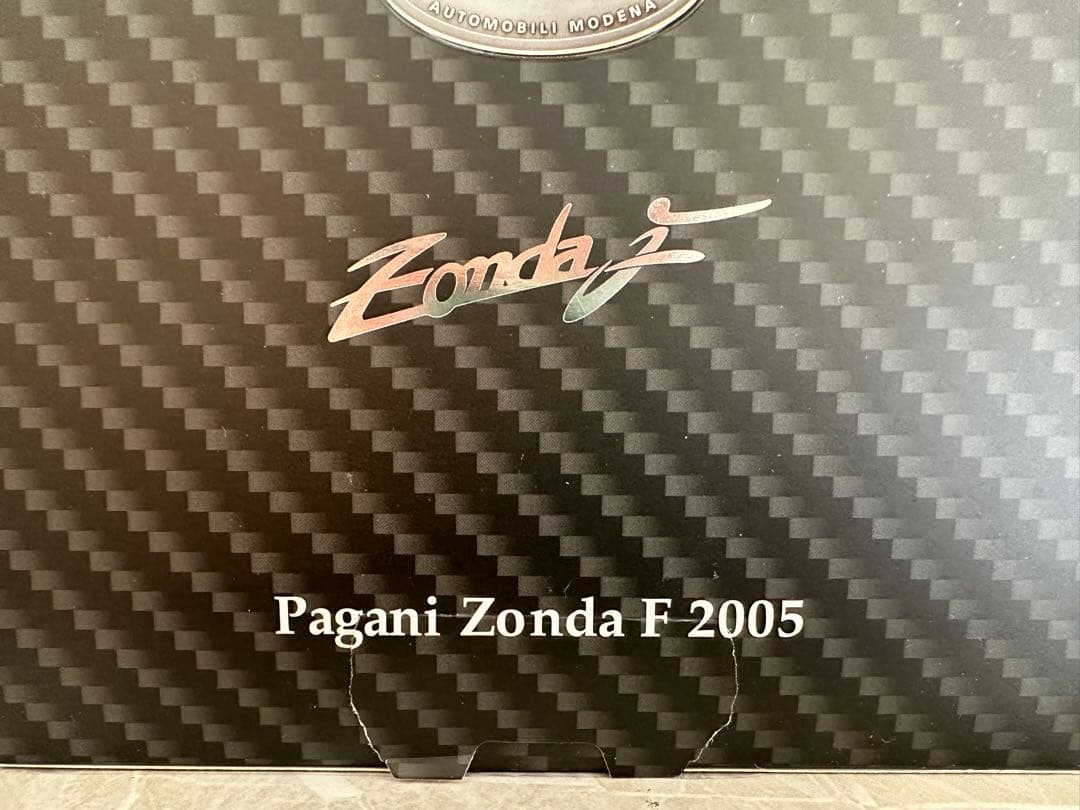 AUTOMOBILI MODENA
Zonda F
Pagani Zonda F 2005